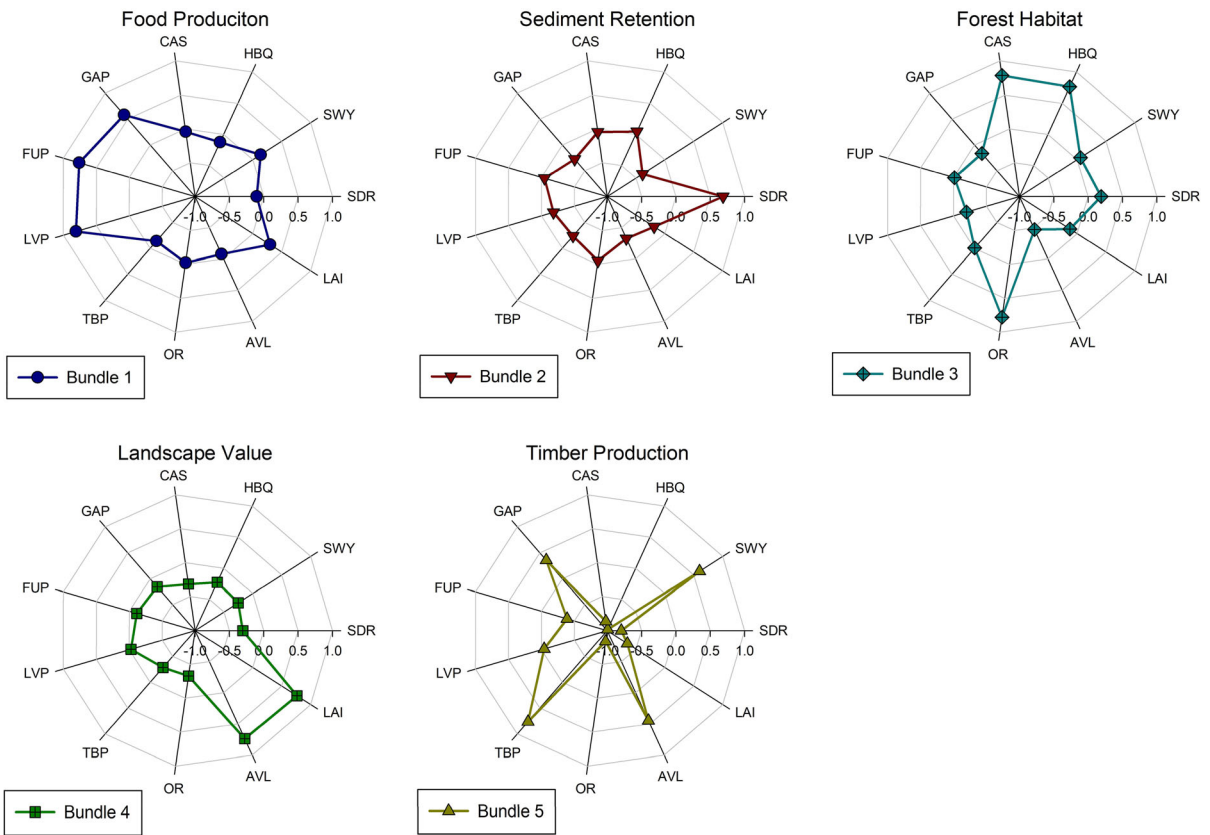 Food Produciton
CAS
HBQ
GAP
SWY
FUP
SDR
-1.0 -0.5 0.0 0.5 1.0
LVP
LAI
TBP
AVL
OR
Bundle 1
Sediment Retention
CAS
HBQ
GAP
SWY
FUP
SDR
-1.0 -0.5 0.0 0.5 1.0
LVP
LAI
TBP
AVL
OR
Bundle 2
Forest Habitat
CAS
HBQ
GAP
SWY
FUP
SDR
-1.0 -0.5 0.0 0.5 1.0
LVP
LAI
TBP
AVL
OR
Bundle 3
Landscape Value
CAS
HBQ
GAP
SWY
FUP
SDR
-1.0 -0.5 0.0 0.5 1.0
LVP
LAI
TBP
AVL
OR
Bundle 4
Timber Production
CAS
HBQ
GAP
SWY
FUP
SDR
-1.0 -0.5 0.0 0.5 1.0
LVP
LAI
TBP
AVL
OR
Bundle 5